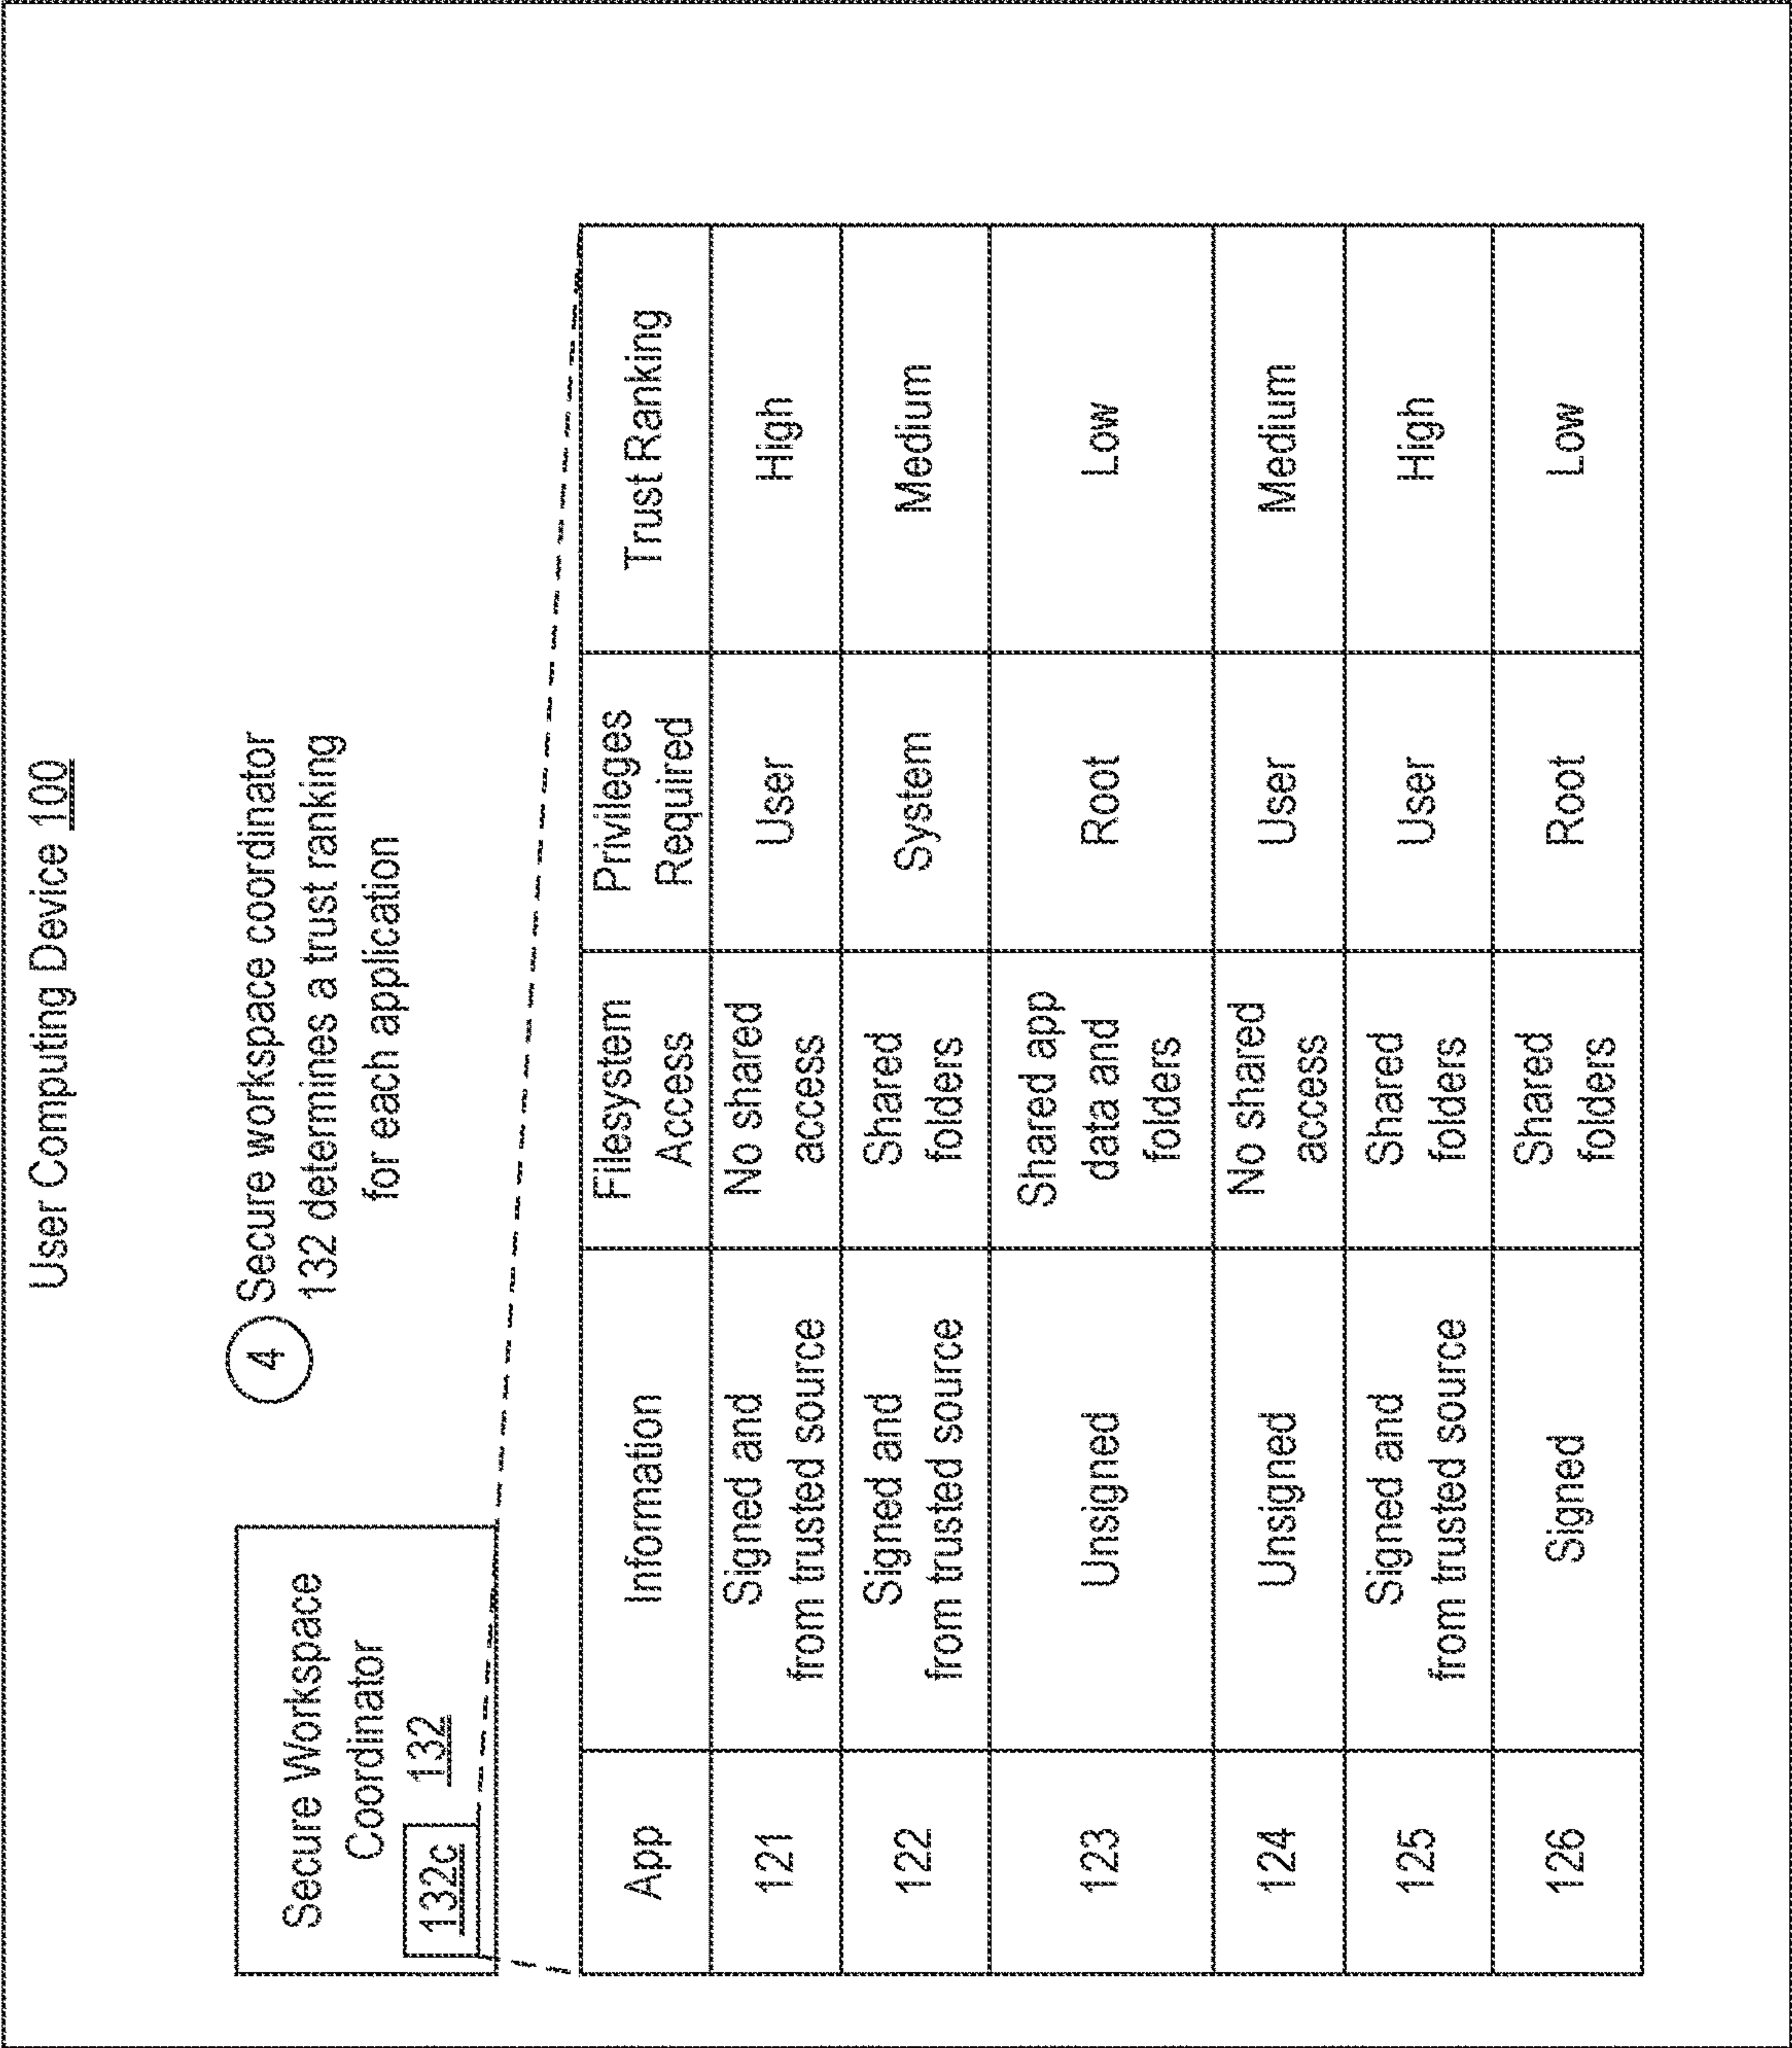 User Computing Device 100
Secure Workspace
Coordinator
132c 132
4 Secure workspace coordinator
132 determines a trust ranking
for each application
App
Information
Filesystem
Access
Privileges
Required
Trust Ranking
121
Signed and
from trusted source
No shared
access
User
High
122
Signed and
from trusted source
Shared
folders
System
Medium
123
Unsigned
Shared app
data and
folders
Root
Low
124
Unsigned
No shared
access
User
Medium
125
Signed and
from trusted source
Shared
folders
User
High
126
Signed
Shared
folders
Root
Low